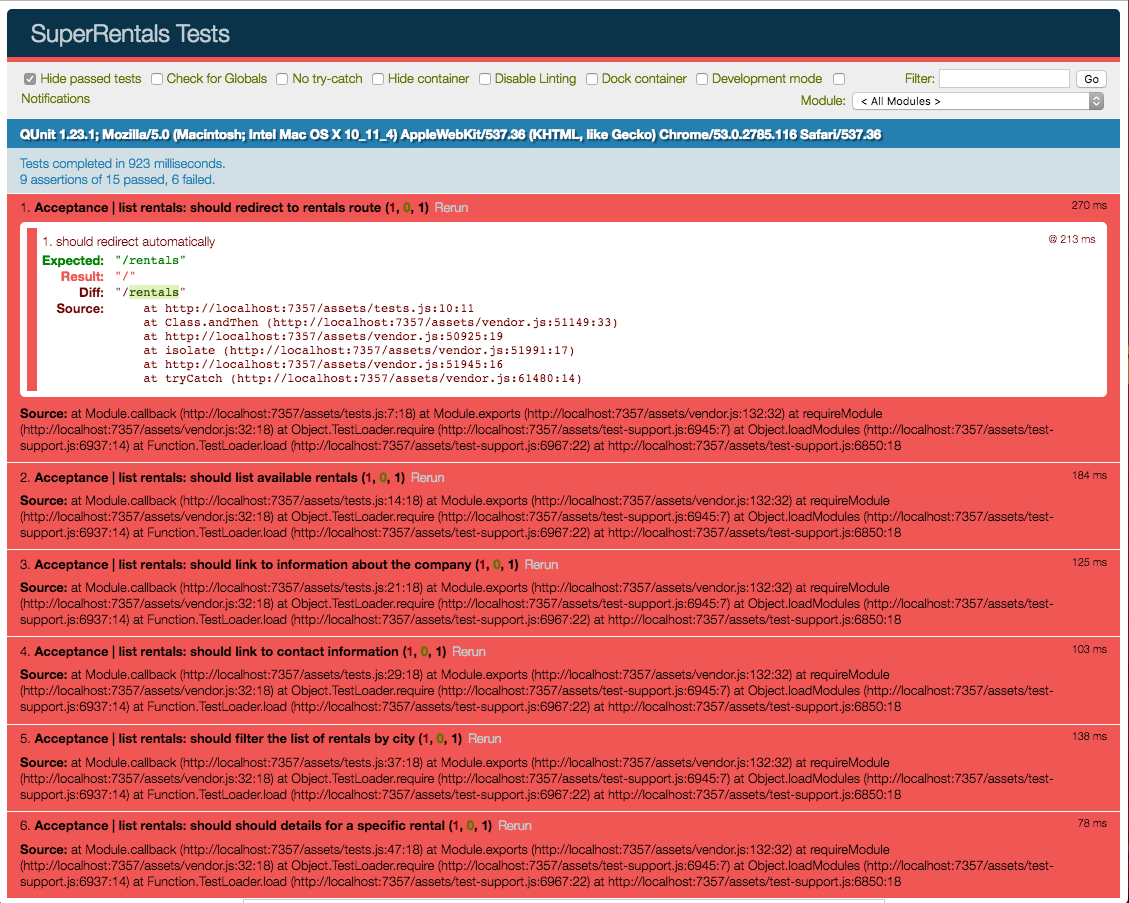 SuperRentals Tests
Hide passed tests Check for Globals No try-catch Hide container Disable Linting Dock container Development mode Notifications
Filter: Go
Module: < All Modules >
QUnit 1.23.1; Mozilla/5.0 (Macintosh; Intel Mac OS X 10_11_4) AppleWebKit/537.36 (KHTML, like Gecko) Chrome/53.0.2785.116 Safari/537.36
Tests completed in 923 milliseconds.
9 assertions of 15 passed, 6 failed.
1. Acceptance | list rentals: should redirect to rentals route (1, 0, 1) Rerun 270 ms
1. should redirect automatically @ 213 ms
Expected: "/rentals"
Result: "/"
Diff: "/rentals"
Source: at http://localhost:7357/assets/tests.js:10:11
at Class.andThen (http://localhost:7357/assets/vendor.js:51149:33)
at http://localhost:7357/assets/vendor.js:50925:19
at isolate (http://localhost:7357/assets/vendor.js:51991:17)
at http://localhost:7357/assets/vendor.js:51945:16
at tryCatch (http://localhost:7357/assets/vendor.js:61480:14)
Source: at Module.callback (http://localhost:7357/assets/tests.js:7:18) at Module.exports (http://localhost:7357/assets/vendor.js:132:32) at requireModule
(http://localhost:7357/assets/vendor.js:32:18) at Object.TestLoader.require (http://localhost:7357/assets/test-support.js:6945:7) at Object.loadModules (http://localhost:7357/assets/test-
support.js:6937:14) at Function.TestLoader.load (http://localhost:7357/assets/test-support.js:6967:22) at http://localhost:7357/assets/test-support.js:6850:18
2. Acceptance | list rentals: should list available rentals (1, 0, 1) Rerun 184 ms
Source: at Module.callback (http://localhost:7357/assets/tests.js:14:18) at Module.exports (http://localhost:7357/assets/vendor.js:132:32) at requireModule
(http://localhost:7357/assets/vendor.js:32:18) at Object.TestLoader.require (http://localhost:7357/assets/test-support.js:6945:7) at Object.loadModules (http://localhost:7357/assets/test-
support.js:6937:14) at Function.TestLoader.load (http://localhost:7357/assets/test-support.js:6967:22) at http://localhost:7357/assets/test-support.js:6850:18
3. Acceptance | list rentals: should link to information about the company (1, 0, 1) Rerun 125 ms
Source: at Module.callback (http://localhost:7357/assets/tests.js:21:18) at Module.exports (http://localhost:7357/assets/vendor.js:132:32) at requireModule
(http://localhost:7357/assets/vendor.js:32:18) at Object.TestLoader.require (http://localhost:7357/assets/test-support.js:6945:7) at Object.loadModules (http://localhost:7357/assets/test-
support.js:6937:14) at Function.TestLoader.load (http://localhost:7357/assets/test-support.js:6967:22) at http://localhost:7357/assets/test-support.js:6850:18
4. Acceptance | list rentals: should link to contact information (1, 0, 1) Rerun 103 ms
Source: at Module.callback (http://localhost:7357/assets/tests.js:29:18) at Module.exports (http://localhost:7357/assets/vendor.js:132:32) at requireModule
(http://localhost:7357/assets/vendor.js:32:18) at Object.TestLoader.require (http://localhost:7357/assets/test-support.js:6945:7) at Object.loadModules (http://localhost:7357/assets/test-
support.js:6937:14) at Function.TestLoader.load (http://localhost:7357/assets/test-support.js:6967:22) at http://localhost:7357/assets/test-support.js:6850:18
5. Acceptance | list rentals: should filter the list of rentals by city (1, 0, 1) Rerun 138 ms
Source: at Module.callback (http://localhost:7357/assets/tests.js:37:18) at Module.exports (http://localhost:7357/assets/vendor.js:132:32) at requireModule
(http://localhost:7357/assets/vendor.js:32:18) at Object.TestLoader.require (http://localhost:7357/assets/test-support.js:6945:7) at Object.loadModules (http://localhost:7357/assets/test-
support.js:6937:14) at Function.TestLoader.load (http://localhost:7357/assets/test-support.js:6967:22) at http://localhost:7357/assets/test-support.js:6850:18
6. Acceptance | list rentals: should should details for a specific rental (1, 0, 1) Rerun 78 ms
Source: at Module.callback (http://localhost:7357/assets/tests.js:47:18) at Module.exports (http://localhost:7357/assets/vendor.js:132:32) at requireModule
(http://localhost:7357/assets/vendor.js:32:18) at Object.TestLoader.require (http://localhost:7357/assets/test-support.js:6945:7) at Object.loadModules (http://localhost:7357/assets/test-
support.js:6937:14) at Function.TestLoader.load (http://localhost:7357/assets/test-support.js:6967:22) at http://localhost:7357/assets/test-support.js:6850:18